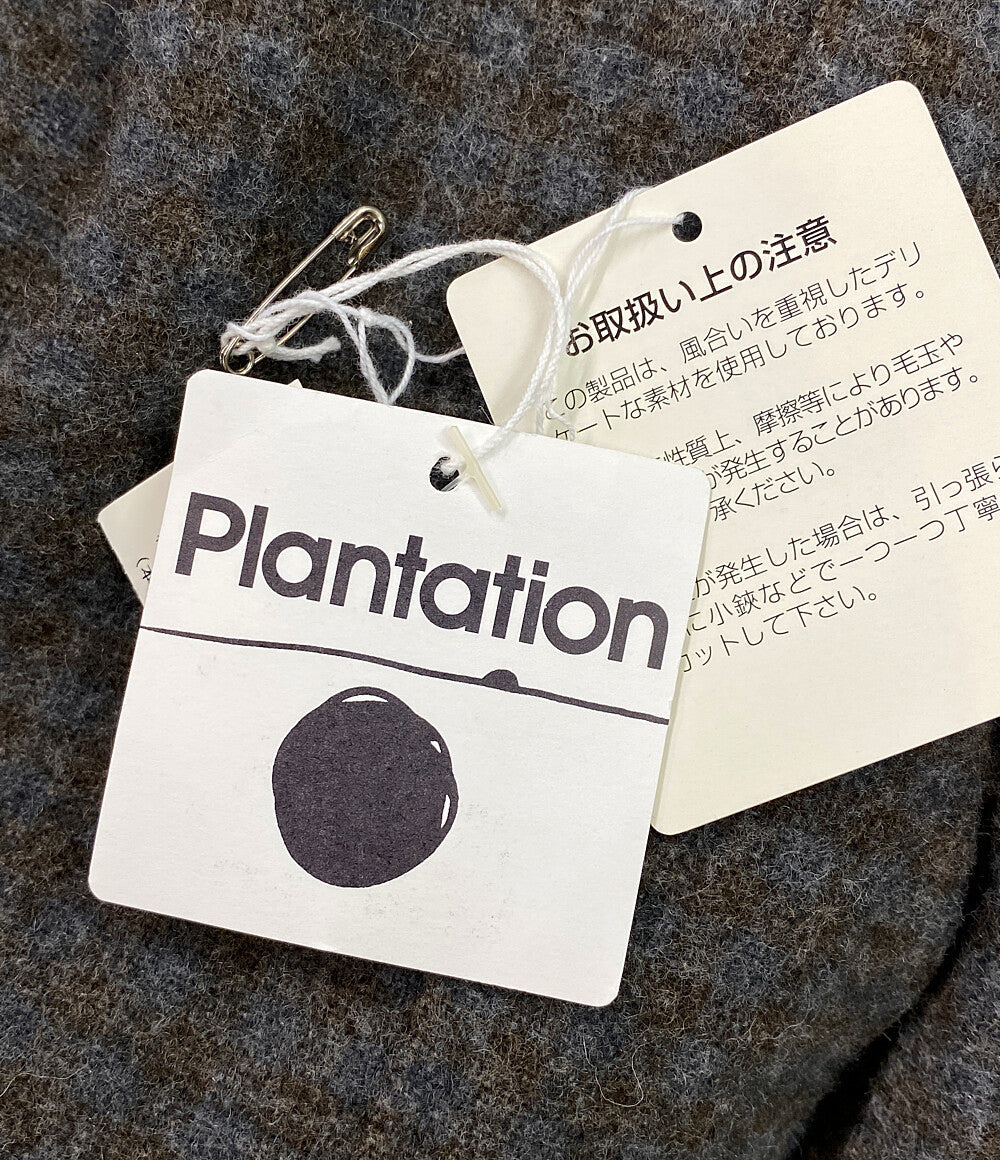 Plantation
お取扱い上の注意
この製品は、風合いを重視したデリ
ケートな素材を使用しております。
性質上、摩擦等により毛玉や
が発生することがあります。
承ください。
が発生した場合は、引っ張ら
に小鋏などで一つ一つ丁寧
カットして下さい。